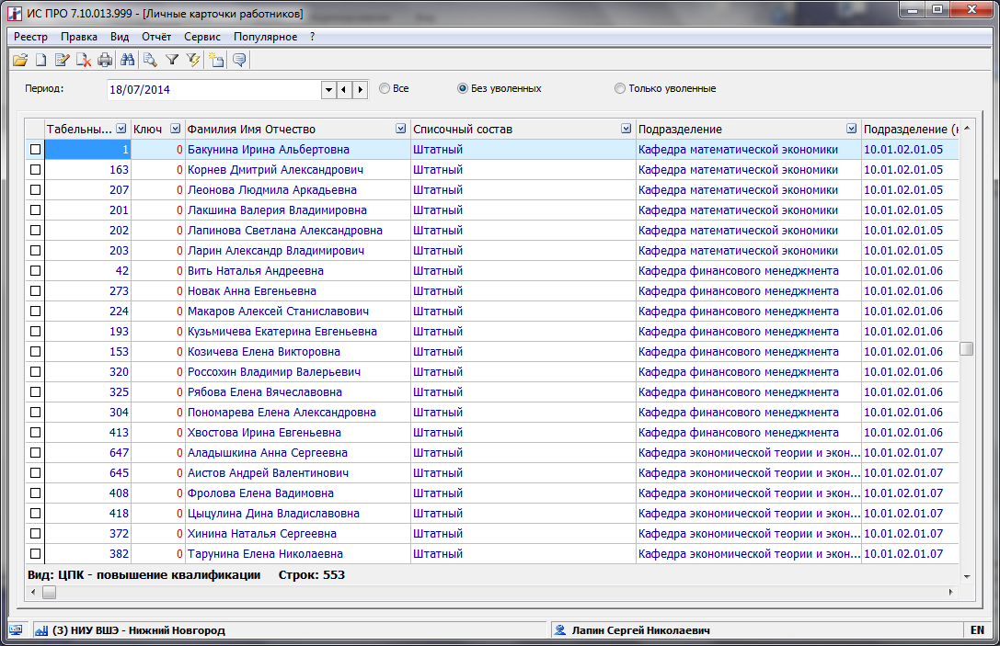 ИС ПРО 7.10.013.999 - [Личные карточки работников]
Реестр Правка Вид Отчёт Сервис Популярное ?
Период: 18/07/2014 Все Без уволенных Только уволенные
Табельны... Ключ Фамилия Имя Отчество Списочный состав Подразделение Подразделение (к
1 0 Бакунина Ирина Альбертовна Штатный Кафедра математической экономики 10.01.02.01.05
163 0 Корнев Дмитрий Александрович Штатный Кафедра математической экономики 10.01.02.01.05
207 0 Леонова Людмила Аркадьевна Штатный Кафедра математической экономики 10.01.02.01.05
201 0 Лакшина Валерия Владимировна Штатный Кафедра математической экономики 10.01.02.01.05
202 0 Лапинова Светлана Александровна Штатный Кафедра математической экономики 10.01.02.01.05
203 0 Ларин Александр Владимирович Штатный Кафедра математической экономики 10.01.02.01.05
42 0 Вить Наталья Андреевна Штатный Кафедра финансового менеджмента 10.01.02.01.06
273 0 Новак Анна Евгеньевна Штатный Кафедра финансового менеджмента 10.01.02.01.06
224 0 Макаров Алексей Станиславович Штатный Кафедра финансового менеджмента 10.01.02.01.06
193 0 Кузьмичева Екатерина Евгеньевна Штатный Кафедра финансового менеджмента 10.01.02.01.06
153 0 Козичева Елена Викторовна Штатный Кафедра финансового менеджмента 10.01.02.01.06
320 0 Россохин Владимир Валерьевич Штатный Кафедра финансового менеджмента 10.01.02.01.06
325 0 Рябова Елена Вячеславовна Штатный Кафедра финансового менеджмента 10.01.02.01.06
304 0 Пономарева Елена Александровна Штатный Кафедра финансового менеджмента 10.01.02.01.06
413 0 Хвостова Ирина Евгеньевна Штатный Кафедра финансового менеджмента 10.01.02.01.06
647 0 Аладышкина Анна Сергеевна Штатный Кафедра экономической теории и экон... 10.01.02.01.07
645 0 Аистов Андрей Валентинович Штатный Кафедра экономической теории и экон... 10.01.02.01.07
408 0 Фролова Елена Вадимовна Штатный Кафедра экономической теории и экон... 10.01.02.01.07
418 0 Цыцулина Дина Владиславовна Штатный Кафедра экономической теории и экон... 10.01.02.01.07
372 0 Хинина Наталья Сергеевна Штатный Кафедра экономической теории и экон... 10.01.02.01.07
382 0 Тарунина Елена Николаевна Штатный Кафедра экономической теории и экон... 10.01.02.01.07
Вид: ЦПК - повышение квалификации Строк: 553
(3) НИУ ВШЭ - Нижний Новгород Лапин Сергей Николаевич EN